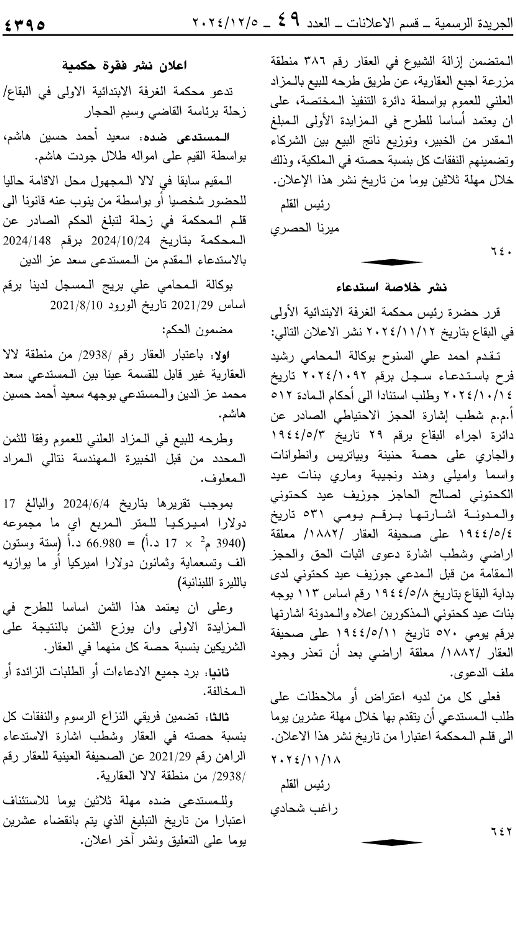 الجريدة الرسمية ــ قسم الاعلانات ــ العدد ٤٩ ــ ٢٠٢٤/١٢/٥
٤٣٩٥
المتضمن إزالة الشيوع في العقار رقم ٣٨٦ منطقة
مزرعة اجبع العقارية، عن طريق طرحه للبيع بالمزاد
العلني للعموم بواسطة دائرة التنفيذ المختصة، على
ان يعتمد أساسا للطرح في المزايدة الأولى المبلغ
المقدر من الخبير، وتوزيع ناتج البيع بين الشركاء
وتضمينهم النفقات كل بنسبة حصته في الملكية، وذلك
خلال مهلة ثلاثين يوما من تاريخ نشر هذا الإعلان.
رئيس القلم
ميرنا الحصري
٦٤٠
نشر خلاصة استدعاء
قرر حضرة رئيس محكمة الغرفة الابتدائية الأولى
في البقاع بتاريخ ٢٠٢٤/١١/١٢ نشر الاعلان التالي:
تـقـدم احمد علي السنوح بوكالة المحامي رشيد
فرح باستـدعـاء سـجـل برقـم ٢٠٢٤/١٠٩٢ تاريخ
٢٠٢٤/١٠/١٤ وطلب استنادا الى أحكام المـادة ٥١٢
أ.م.م شطب إشارة الحجز الاحتياطي الصادر عن
دائرة اجراء البقاع برقم ٢٩ تاريخ ١٩٤٤/٥/٣
والجاري على حصة حنينة وبياتريس وانطوانات
واسما واميلي وهند ونجيبة وماري بنات عيد
الكحتوني لصالح الحاجز جوزيف عيد كحتوني
والمـدونـة اشـارتـها بـرقـم يـومي ٥٣١ تاريخ
١٩٤٤/٥/٤ على صحيفة العقار /١٨٨٢/ معلقة
اراضي وشطب اشارة دعوى اثبات الحق والحجز
المقامة من قبل المدعي جوزيف عيد كحتوني لدى
بداية البقاع بتاريخ ١٩٤٤/٥/٨ رقم اساس ١١٣ بوجه
بنات عيد كحتوني المذكورين اعلاه والمدونة اشارتها
برقم يومي ٥٧٠ تاريخ ١٩٤٤/٥/١١ على صحيفة
العقار /١٨٨٢/ معلقة اراضي بعد أن تعذر وجود
ملف الدعوى.
فعلى كل من لديه اعتراض أو ملاحظات على
طلب المستدعي أن يتقدم بها خلال مهلة عشرين يوما
الى قلـم المـحكمة اعتبارا من تاريخ نشر هذا الاعلان.
٢٠٢٤/١١/١٨
رئيس القلم
راغب شحادي
٦٤٢
اعلان نشر فقرة حكمية
تدعو محكمة الغرفة الابتدائية الاولى في البقاع/
زحلة برئاسة القاضي وسيم الحجار
المستدعى ضده: سعيد أحمد حسين هاشم،
بواسطة القيم على امواله طلال جودت هاشم.
المقيم سابقا في لالا المجهول محل الاقامة حاليا
للحضور شخصيا أو بواسطة من ينوب عنه قانونا الى
قلـم المـحكمة في زحلة لتبلغ الحكم الصادر عن
المحكمة بتاريخ 2024/10/24 برقم 2024/148
بالاستدعاء المقدم من المستدعى سعد عز الدين
بوكالة المحامي علي بريج المسجل لدينا برقم
اساس 2021/29 تاريخ الورود 2021/8/10
مضمون الحكم:
اولا: باعتبار العقار رقم /2938/ من منطقة لالا
العقارية غير قابل للقسمة عينا بين المستدعي سعد
محمد عز الدين والمستدعي بوجهه سعيد أحمد حسين
هاشم.
وطرحه للبيع في المزاد العلني للعموم وفقا للثمن
المحدد من قبل الخبيرة المهندسة نتالي المراد
المعلوف.
بموجب تقريرها بتاريخ 2024/6/4 والبالغ 17
دولارا اميركيا للمتر المربع اي ما مجموعه
(3940 م2 × 17 د.أ) = 66.980 د.أ (ستة وستون
الف وتسعماية وثمانون دولارا اميركيا أو ما يوازيه
بالليرة اللبنانية)
وعلى ان يعتمد هذا الثمن اساسا للطرح في
المزايدة الاولى وان يوزع الثمن بالنتيجة على
الشريكين بنسبة حصة كل منهما في العقار.
ثانيا: برد جميع الادعاءات أو الطلبات الزائدة أو
المخالفة.
ثالثا: تضمين فريقي النزاع الرسوم والنفقات كل
بنسبة حصته في العقار وشطب اشارة الاستدعاء
الراهن رقم 2021/29 عن الصحيفة العينية للعقار رقم
/2938/ من منطقة لالا العقارية.
وللـمستدعى ضده مهلة ثلاثين يوما للاستئناف
اعتبارا من تاريخ التبليغ الذي يتم بانقضاء عشرين
يوما على التعليق ونشر آخر اعلان.